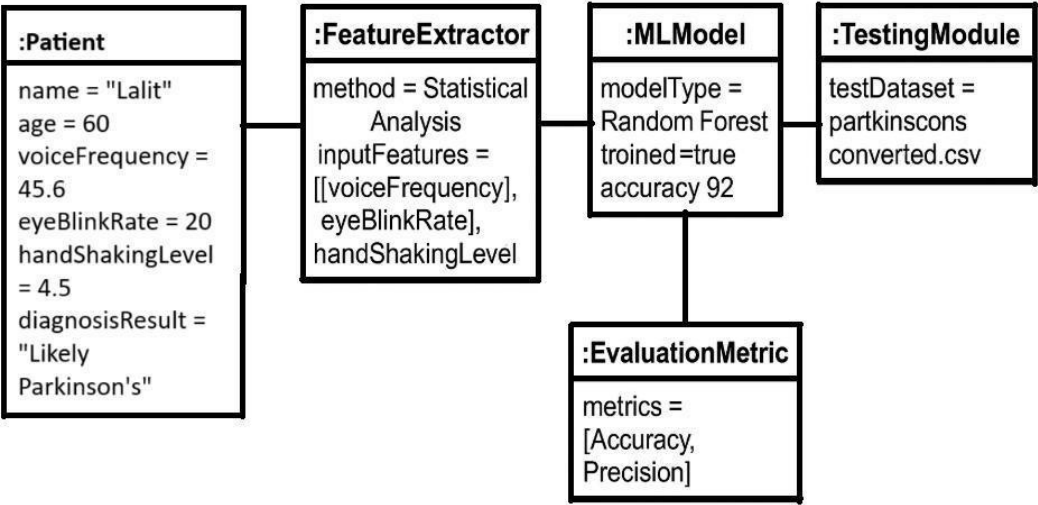 :Patient
name = "Lalit"
age = 60
voiceFrequency =
45.6
eyeBlinkRate = 20
handShakingLevel
= 4.5
diagnosisResult =
"Likely
Parkinson's"
:FeatureExtractor
method = Statistical
Analysis
inputFeatures =
[[voiceFrequency],
eyeBlinkRate],
handShakingLevel
:MLModel
modelType =
Random Forest
troined=true
accuracy 92
:TestingModule
testDataset =
partkinscons
converted.csv
:EvaluationMetric
metrics =
[Accuracy,
Precision]